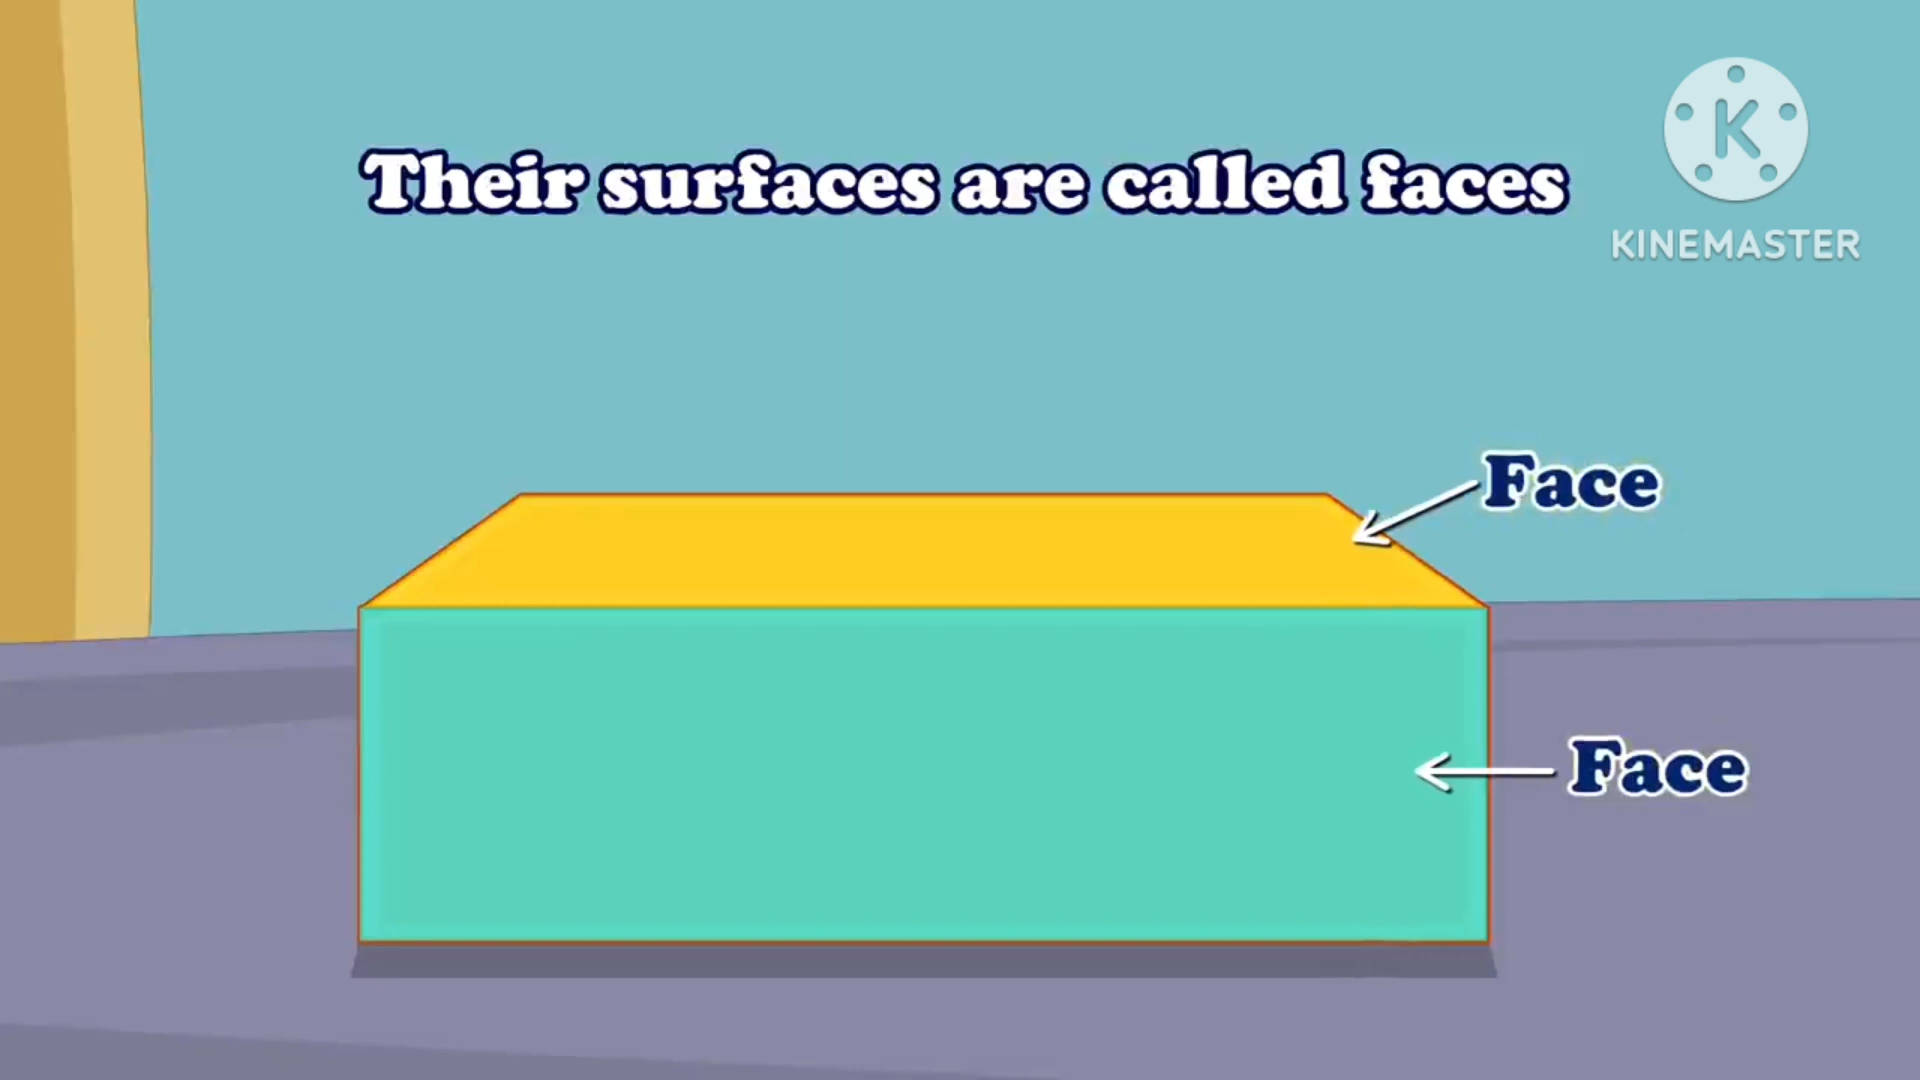 Their surfaces are called faces
K
KINEMASTER
Face
Face